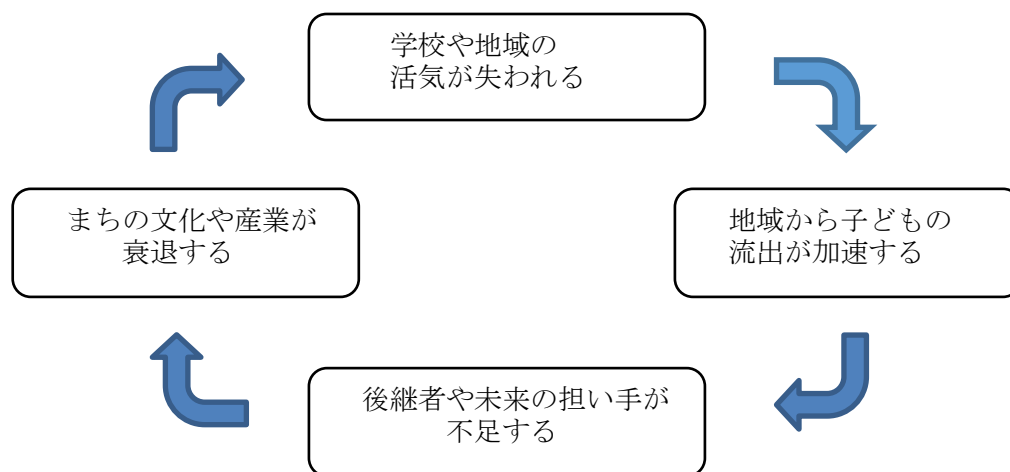 学校や地域の
活気が失われる
まちの文化や産業が
衰退する
地域から子どもの
流出が加速する
後継者や未来の担い手が
不足する